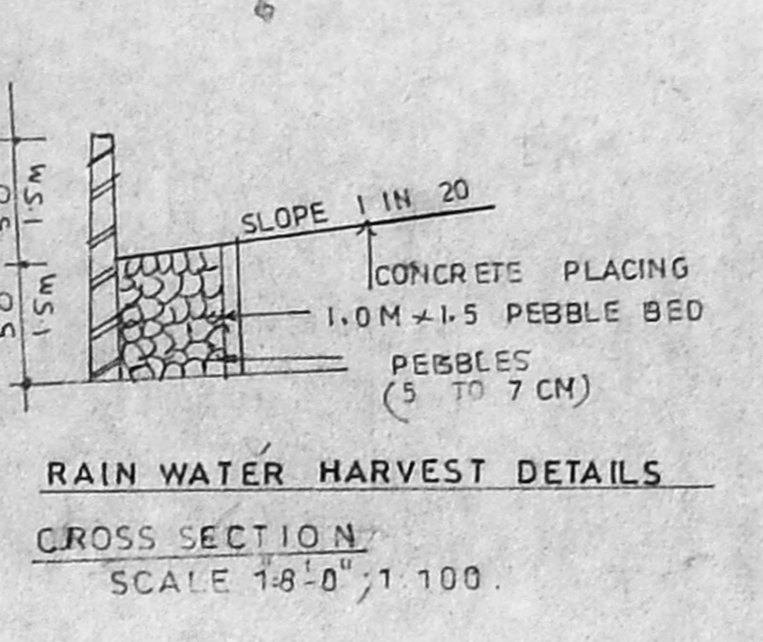 1.5M
1.5M
SLOPE 1 IN 20
CONCRETE PLACING
1.0M x 1.5 PEBBLE BED
PEBBLES
(5 TO 7 CM)
RAIN WATER HARVEST DETAILS
CROSS SECTION
SCALE 1":8'-0"; 1:100.